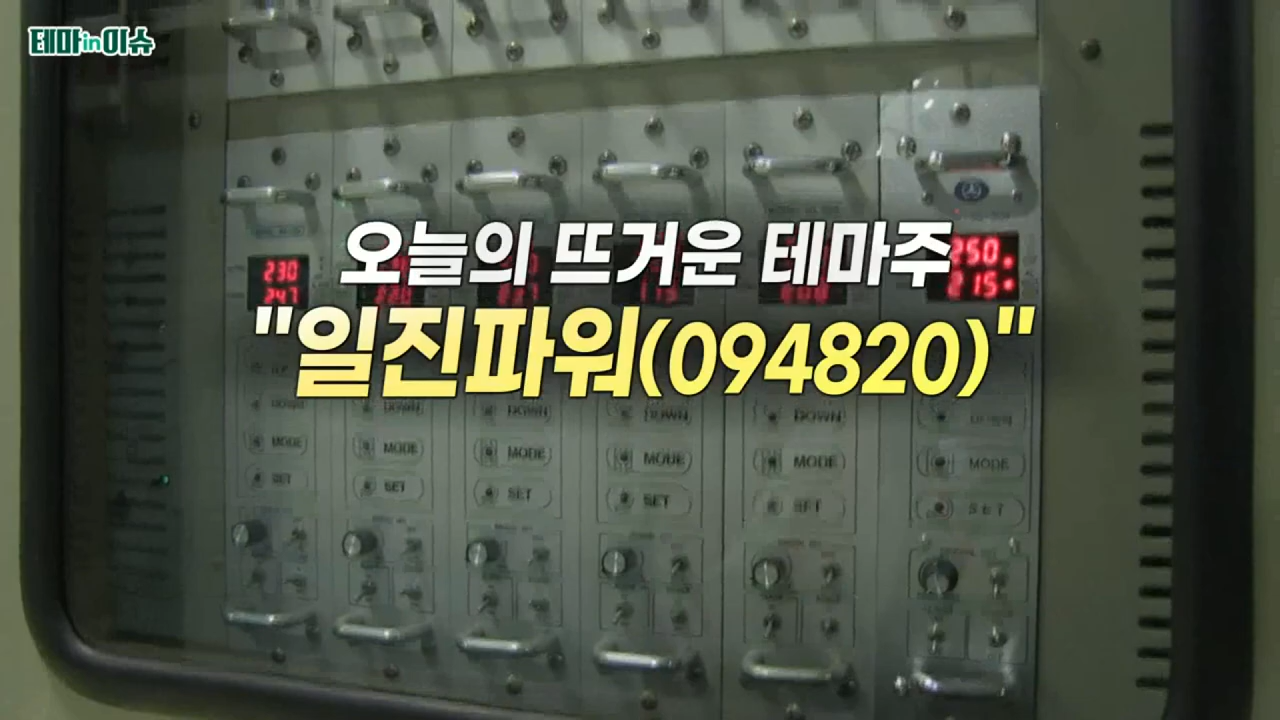 테마in이슈
오늘의 뜨거운 테마주
"일진파워(094820)"
230
247
250.
215.
DOWN
DOWN
DOWN
DOWN
DOWN
MODE
MODE
MODE
MODE
MODE
MODE
SET
SET
SET
SET
SET
SET